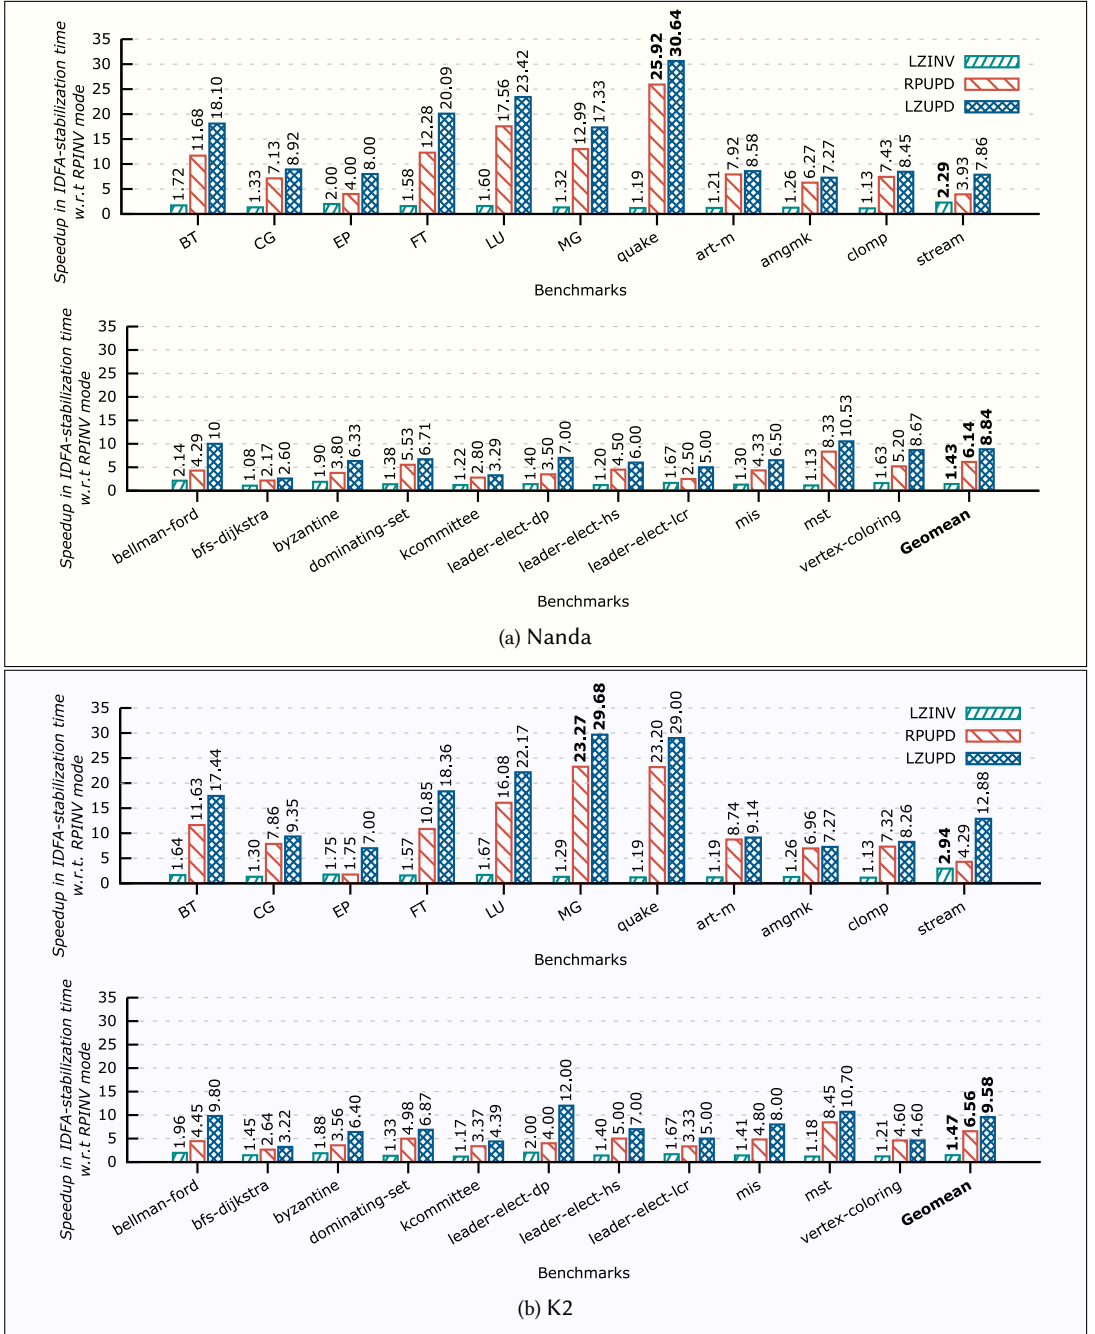 Speedup in IDFA-stabilization time
w.r.t RPINV mode
35
30
25
20
15
10
5
0
LZINV
RPUPD
LZUPD
1.72 11.68 18.10
1.33 7.13 8.92
2.00 4.00 8.00
1.58 12.28 20.09
1.60 17.56 23.42
1.32 12.99 17.33
1.19 25.92 30.64
1.21 7.92 8.58
1.26 6.27 7.27
1.13 7.43 8.45
2.29 3.93 7.86
BT CG EP FT LU MG quake art-m amgmk clomp stream
Benchmarks
Speedup in IDFA-stabilization time
w.r.t RPINV mode
35
30
25
20
15
10
5
0
2.14 4.29 10
1.08 2.17 2.60
1.90 3.80 6.33
1.38 5.53 6.71
1.22 2.80 3.29
1.40 3.50 7.00
1.20 4.50 6.00
1.67 2.50 5.00
1.30 4.33 6.50
1.13 8.33 10.53
1.63 5.20 8.67
1.43 6.14 8.84
bellman-ford bfs-dijkstra byzantine dominating-set kcommittee leader-elect-dp leader-elect-hs leader-elect-lcr mis mst vertex-coloring Geomean
Benchmarks
(a) Nanda
Speedup in IDFA-stabilization time
w.r.t. RPINV mode
35
30
25
20
15
10
5
0
LZINV
RPUPD
LZUPD
1.64 11.63 17.44
1.30 7.86 9.35
1.75 1.75 7.00
1.57 10.85 18.36
1.67 16.08 22.17
1.29 23.27 29.68
1.19 23.20 29.00
1.19 8.74 9.14
1.26 6.96 7.27
1.13 7.32 8.26
2.94 4.29 12.88
BT CG EP FT LU MG quake art-m amgmk clomp stream
Benchmarks
Speedup in IDFA-stabilization time
w.r.t. RPINV mode
35
30
25
20
15
10
5
0
1.96 4.45 9.80
1.45 2.64 3.22
1.88 3.56 6.40
1.33 4.98 6.87
1.17 3.37 4.39
2.00 4.00 12.00
1.40 5.00 7.00
1.67 3.33 5.00
1.41 4.80 8.00
1.18 8.45 10.70
1.21 4.60 4.60
1.47 6.56 9.58
bellman-ford bfs-dijkstra byzantine dominating-set kcommittee leader-elect-dp leader-elect-hs leader-elect-lcr mis mst vertex-coloring Geomean
Benchmarks
(b) K2